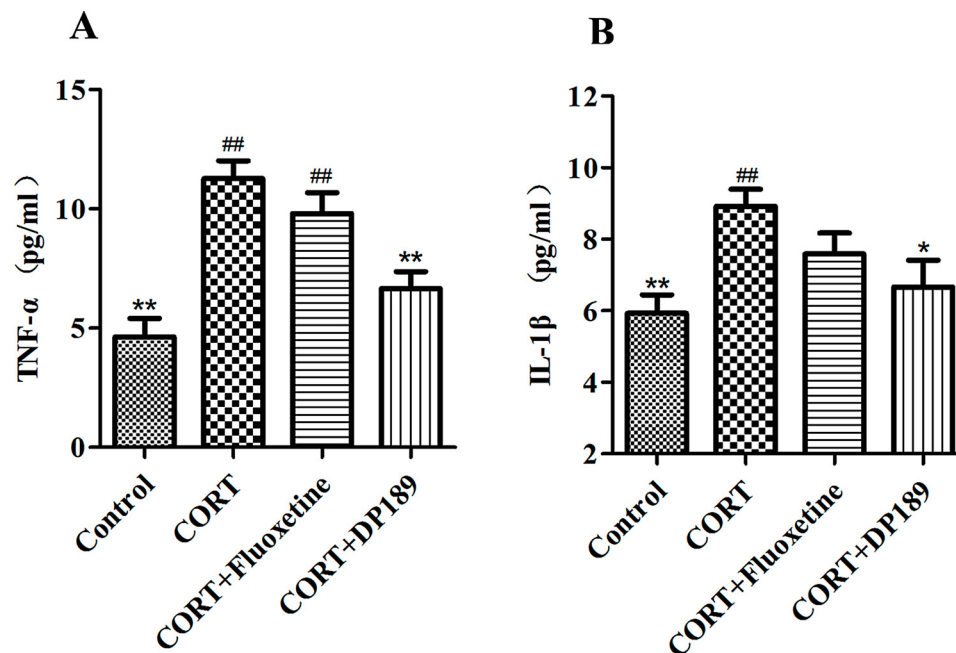 A
TNF-α （pg/ml）
15
10
5
0
**
##
##
**
Control
CORT
CORT+Fluoxetine
CORT+DP189
B
IL-1β （pg/ml）
12
10
8
6
4
2
**
##
*
Control
CORT
CORT+Fluoxetine
CORT+DP189